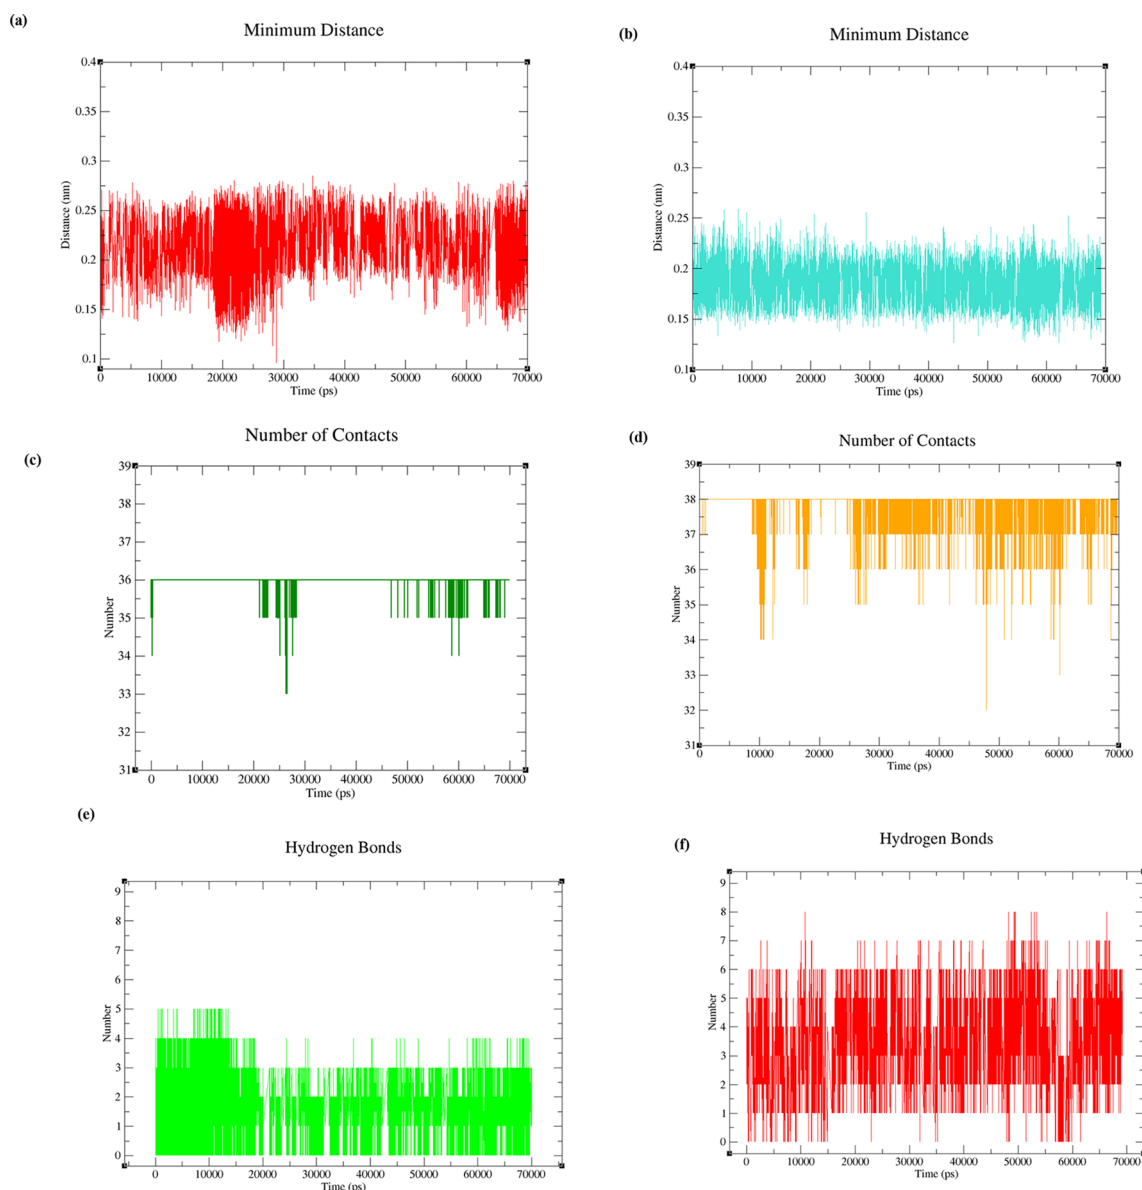 (a)
Minimum Distance
0.4
0.35
0.3
0.25
0.2
0.15
0.1
Distance (nm)
0 10000 20000 30000 40000 50000 60000 70000
Time (ps)
(b)
Minimum Distance
0.4
0.35
0.3
0.25
0.2
0.15
0.1
Distance (nm)
0 10000 20000 30000 40000 50000 60000 70000
Time (ps)
(c)
Number of Contacts
39
38
37
36
35
34
33
32
31
Number
0 10000 20000 30000 40000 50000 60000 70000
Time (ps)
(d)
Number of Contacts
39
38
37
36
35
34
33
32
31
Number
0 10000 20000 30000 40000 50000 60000 70000
Time (ps)
(e)
Hydrogen Bonds
9
8
7
6
5
4
3
2
1
0
Number
0 10000 20000 30000 40000 50000 60000 70000
Time (ps)
(f)
Hydrogen Bonds
9
8
7
6
5
4
3
2
1
0
Number
0 10000 20000 30000 40000 50000 60000 70000
Time (ps)